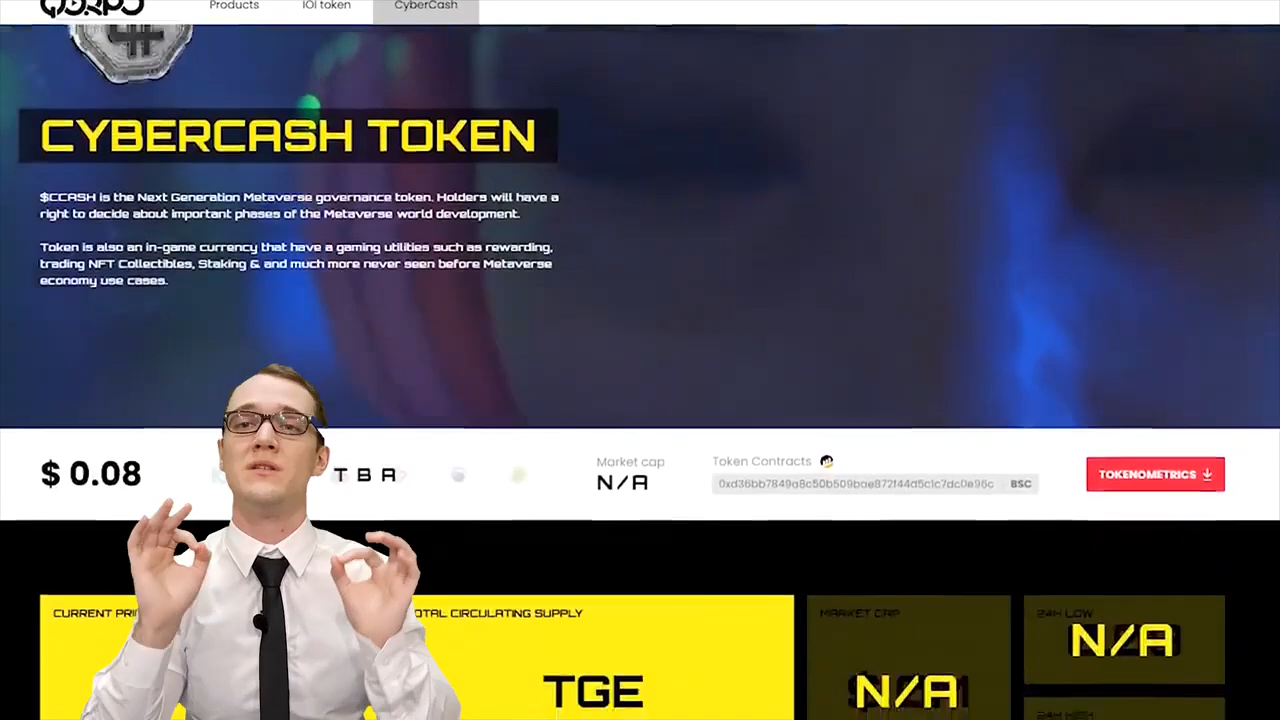 Products
IOI token
CyberCash
CYBERCASH TOKEN
$CCASH is the Next Generation Metaverse governance token. Holders will have a
right to decide about important phases of the Metaverse world development.
Token is also an in-game currency that have a gaming utilities such as rewarding,
trading NFT Collectibles, Staking & and much more never seen before Metaverse
economy use cases.
$ 0.08
TBA
Market cap
N/A
Token Contracts
0xd36bb7849a8c50b509bae872f44d5c1c7dc0e96c
BSC
TOKENOMETRICS
CURRENT
CIRCULATING SUPPLY
TGE
MARKET CAP
N/A
24H LOW
N/A